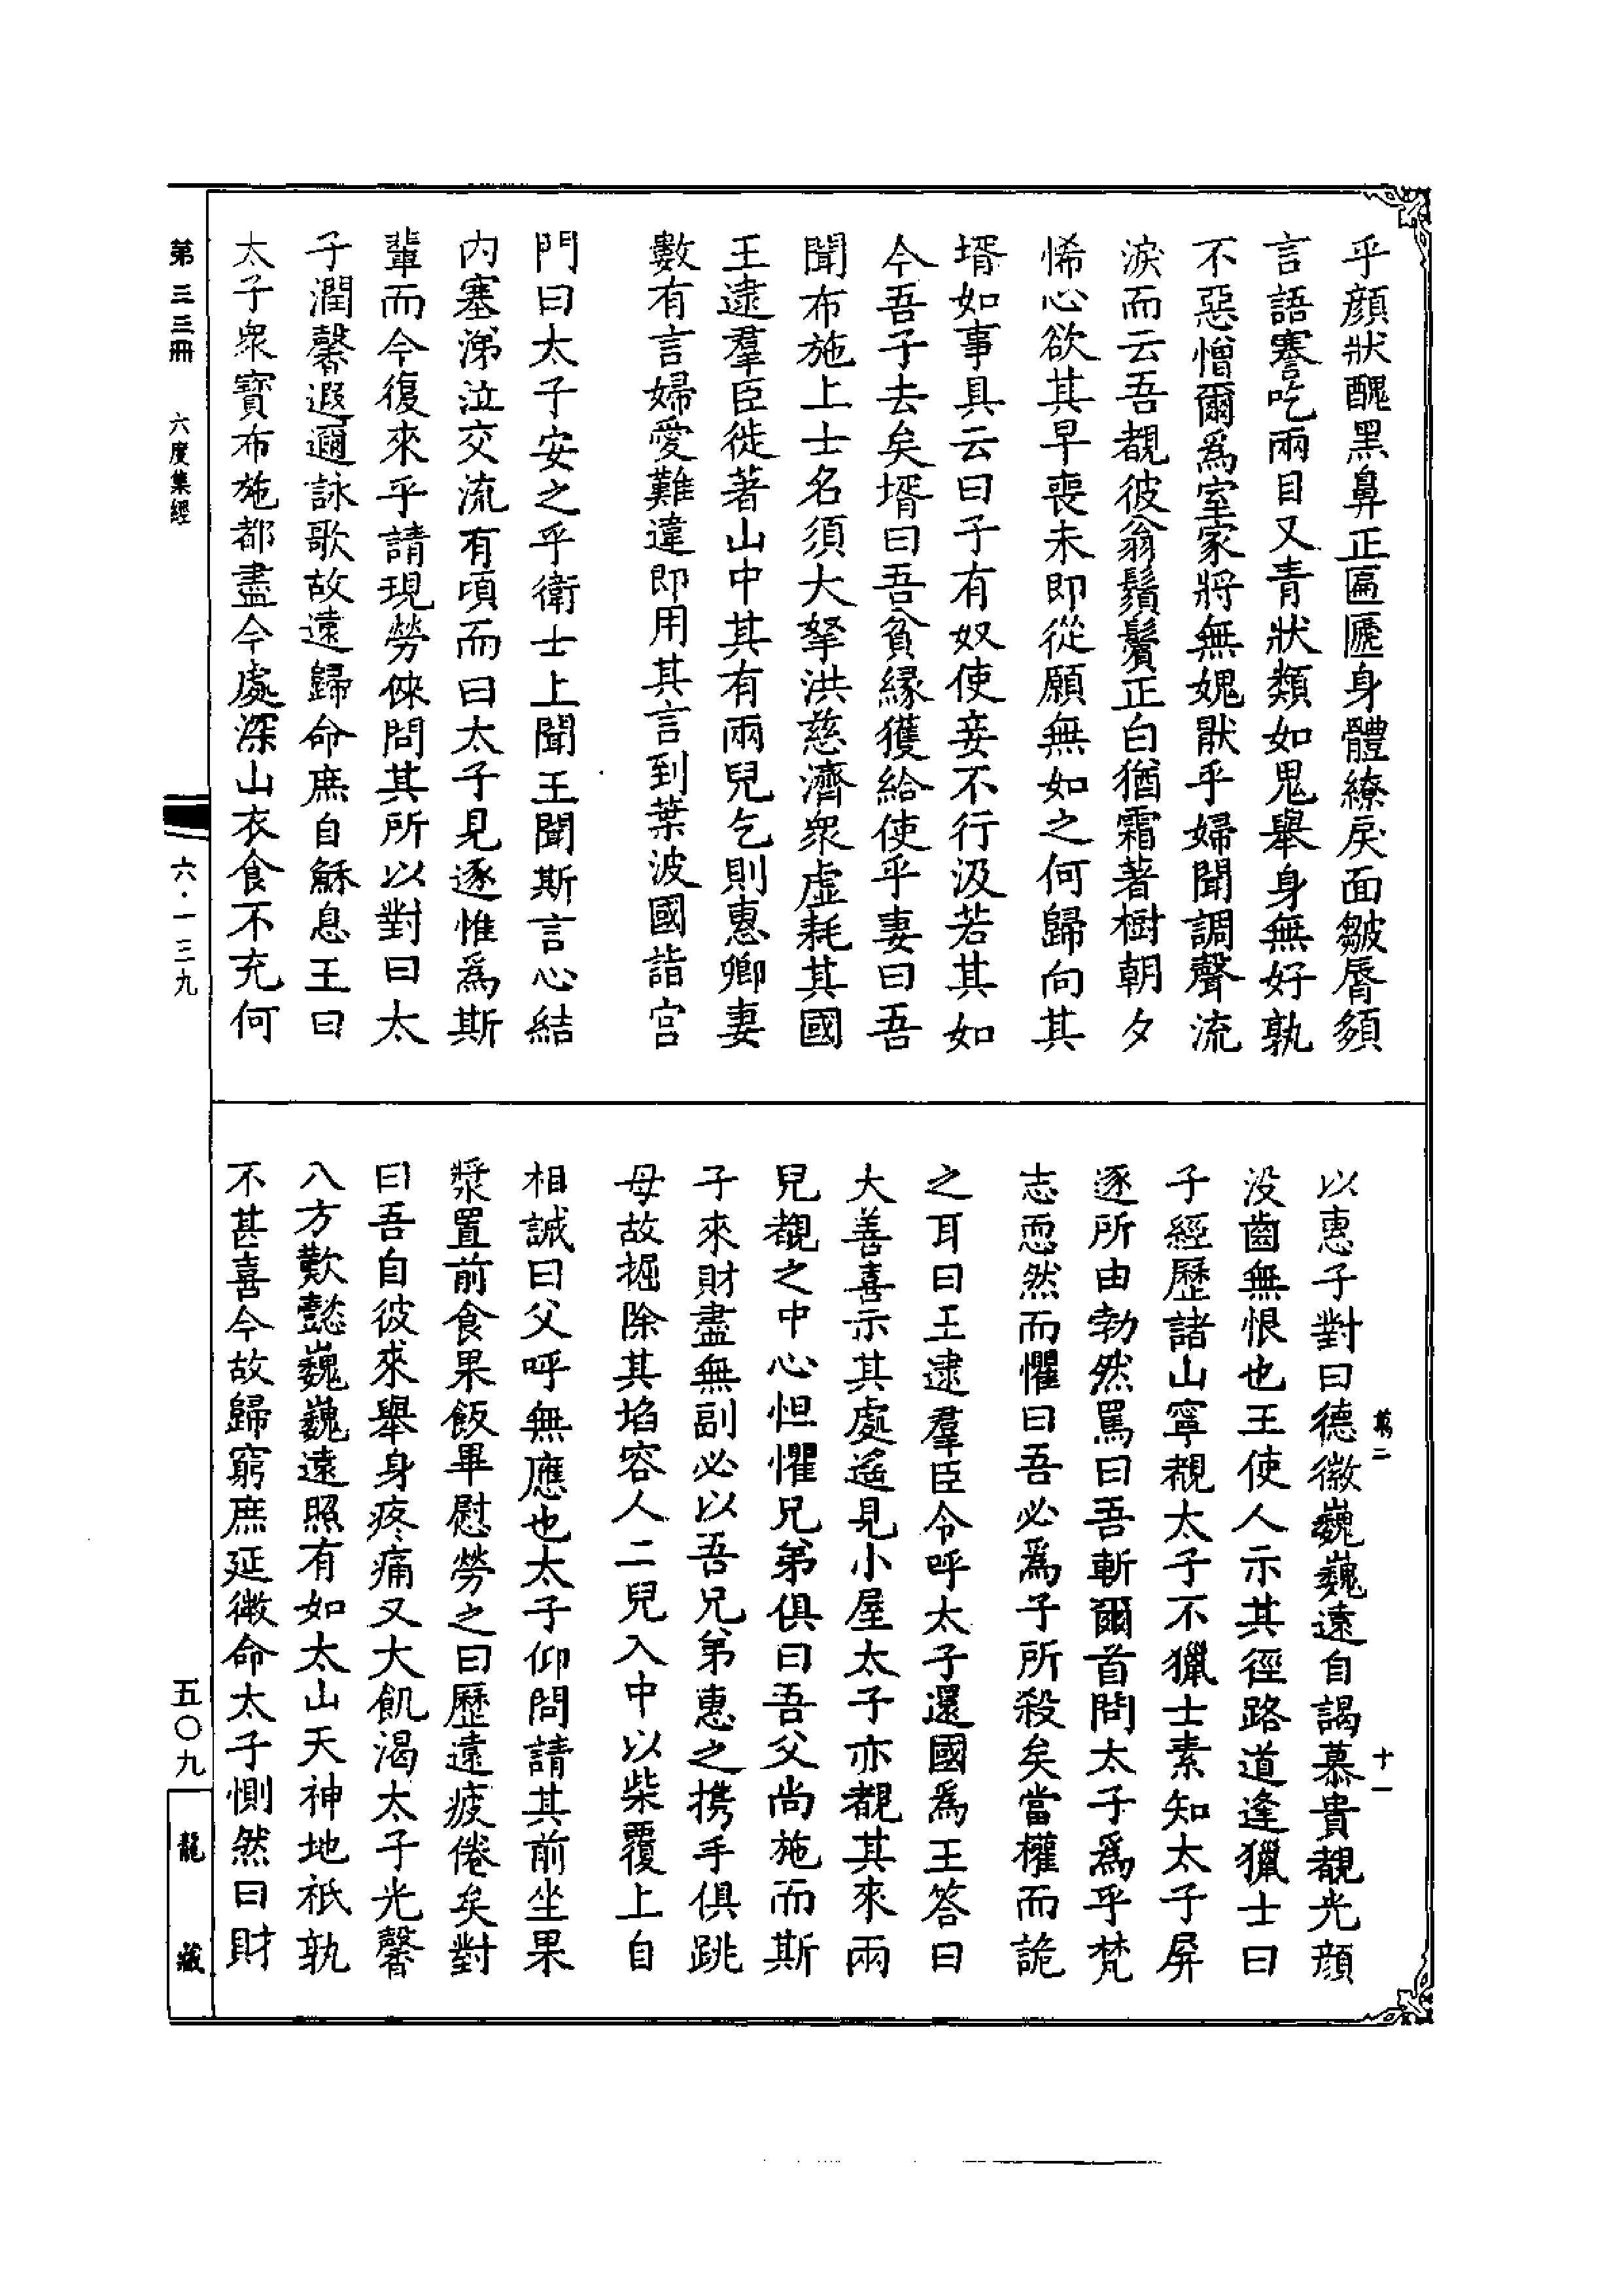 乎顏狀醜黑鼻正匾㔸身體繚戾面皺脣頞
言語蹇吃兩目又青狀類如鬼舉身無好孰
不惡憎爾為室家將無媿猒乎婦聞調聲流
淚而云吾覩彼翁鬚鬢正白猶霜著樹朝夕
悕心欲其早喪未即從願無如之何歸向其
壻如事具云曰子有奴使妾不行汲若其如
今吾子去矣壻曰吾貧緣獲給使乎妻曰吾
聞布施上士名須大拏洪慈濟眾虛耗其國
王逮羣臣徙著山中其有兩兒乞則惠卿妻
數有言婦愛難違即用其言到葉波國詣宫
門曰太子安之乎衛士上聞王聞斯言心結
内塞涕泣交流有頃而曰太子見逐惟為斯
輩而今復來乎請現勞倈問其所以對曰太
子潤馨遐邇詠歌故遠歸命庶自穌息王曰
太子眾寶布施都盡今處深山衣食不充何
以惠子對曰德徽巍巍遠自謁慕貴覩光顏
没齒無恨也王使人示其徑路道逢獵士曰
子經歷諸山寧覩太子不獵士素知太子屏
逐所由勃然罵曰吾斬爾首問太子為乎梵
志恧然而懼曰吾必為子所殺矣當權而詭
之耳曰王逮羣臣令呼太子還國為王答曰
大善喜示其處遙見小屋太子亦覩其來兩
兒覩之中心怛懼兄弟俱曰吾父尚施而斯
子來財盡無副必以吾兄弟惠之攜手俱跳
母故掘除其埳容人二兒入中以柴覆上自
相誡曰父呼無應也太子仰問請其前坐果
漿置前食果飯畢慰勞之曰歷遠疲倦矣對
曰吾自彼來舉身疼痛又大飢渴太子光馨
八方歎懿巍巍遠照有如太山天神地祇孰
不甚喜今故歸窮庶延微命太子惻然曰財
十一
第三三冊
六度集經
六·一三九
五〇九
龍藏